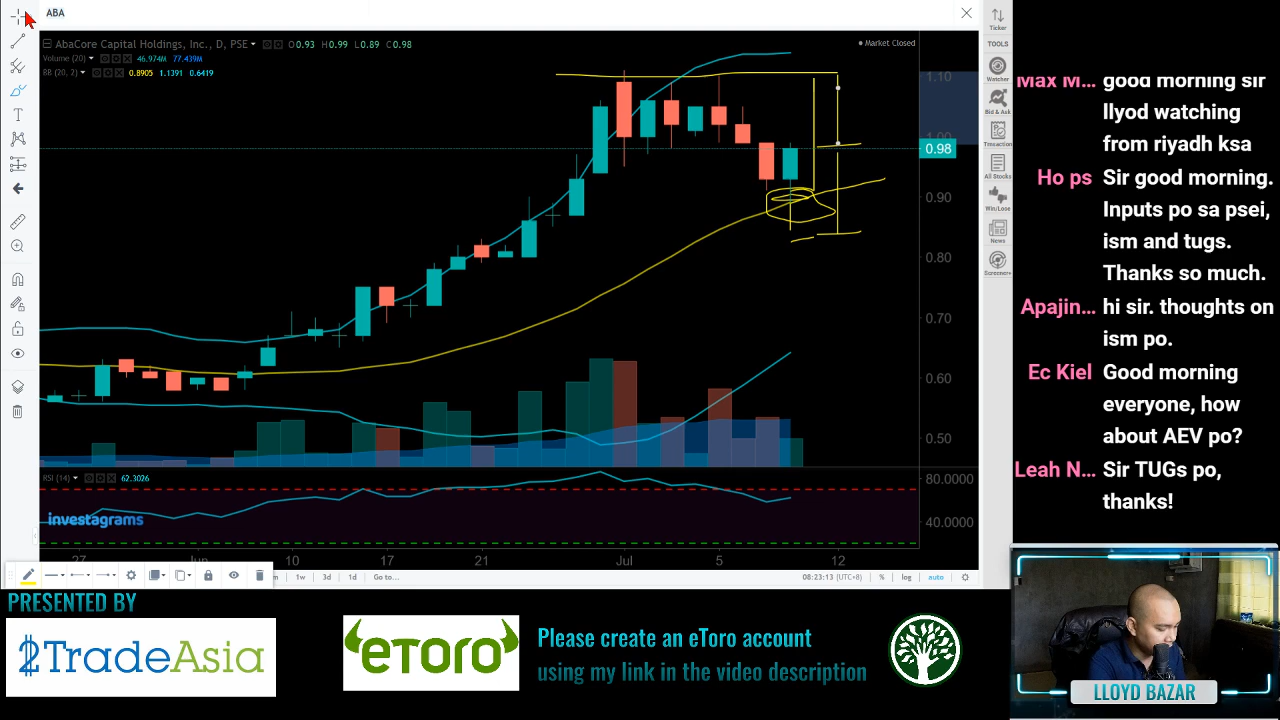 ABA
AbaCore Capital Holdings, Inc., D, PSE O0.93 H0.99 L0.89 C0.98
Market Closed
Volume (20) 46.974M 77.439M
BB (20, 2) 0.8905 1.1391 0.6419
1.10
1.00
0.98
0.90
0.80
0.70
0.60
0.50
RSI (14) 62.3026
80.0000
40.0000
investagrams
27 Jun 10 17 21 Jul 5 12
1w 3d 1d Go to... 08:23:13 (UTC+8) % log auto
Ticker
TOOLS
Watcher
Bid & Ask
Transaction
All Stocks
Win/Lose
News
Screener+
Max M... good morning sir
llyod watching
from riyadh ksa
Ho ps Sir good morning.
Inputs po sa psei,
ism and tugs.
Thanks so much.
Apajin... hi sir. thoughts on
ism po.
Ec Kiel Good morning
everyone, how
about AEV po?
Leah N... Sir TUGs po,
thanks!
PRESENTED BY
2TradeAsia
eToro
Please create an eToro account
using my link in the video description
LLOYD BAZAR